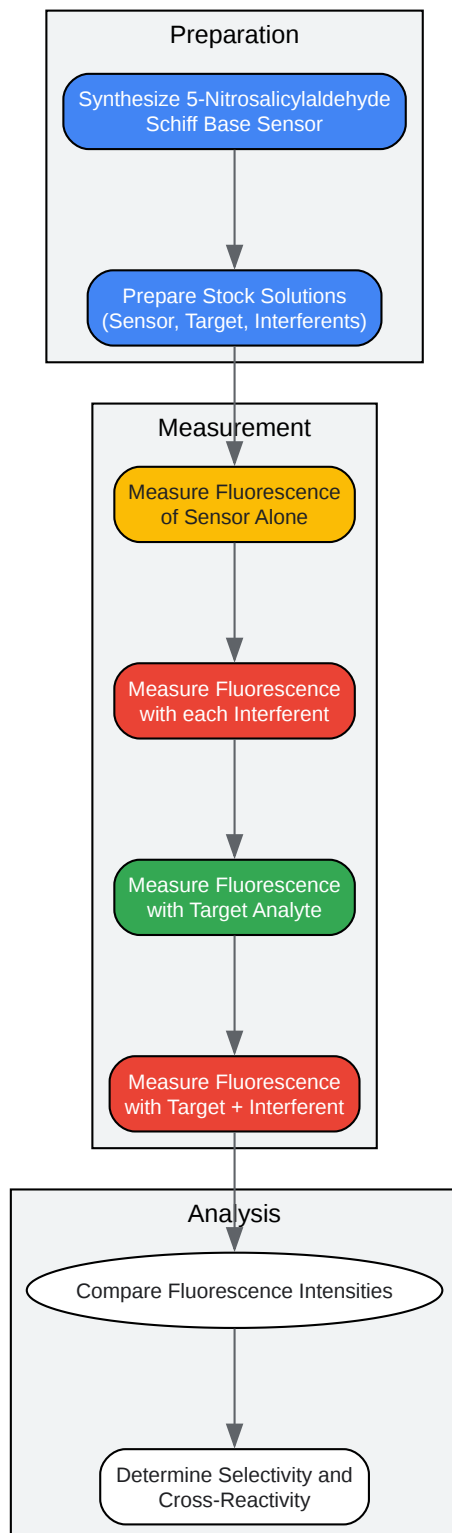 Preparation
Synthesize 5-Nitrosalicylaldehyde
Schiff Base Sensor
Prepare Stock Solutions
(Sensor, Target, Interferents)
Measurement
Measure Fluorescence
of Sensor Alone
Measure Fluorescence
with each Interferent
Measure Fluorescence
with Target Analyte
Measure Fluorescence
with Target + Interferent
Analysis
Compare Fluorescence Intensities
Determine Selectivity and
Cross-Reactivity